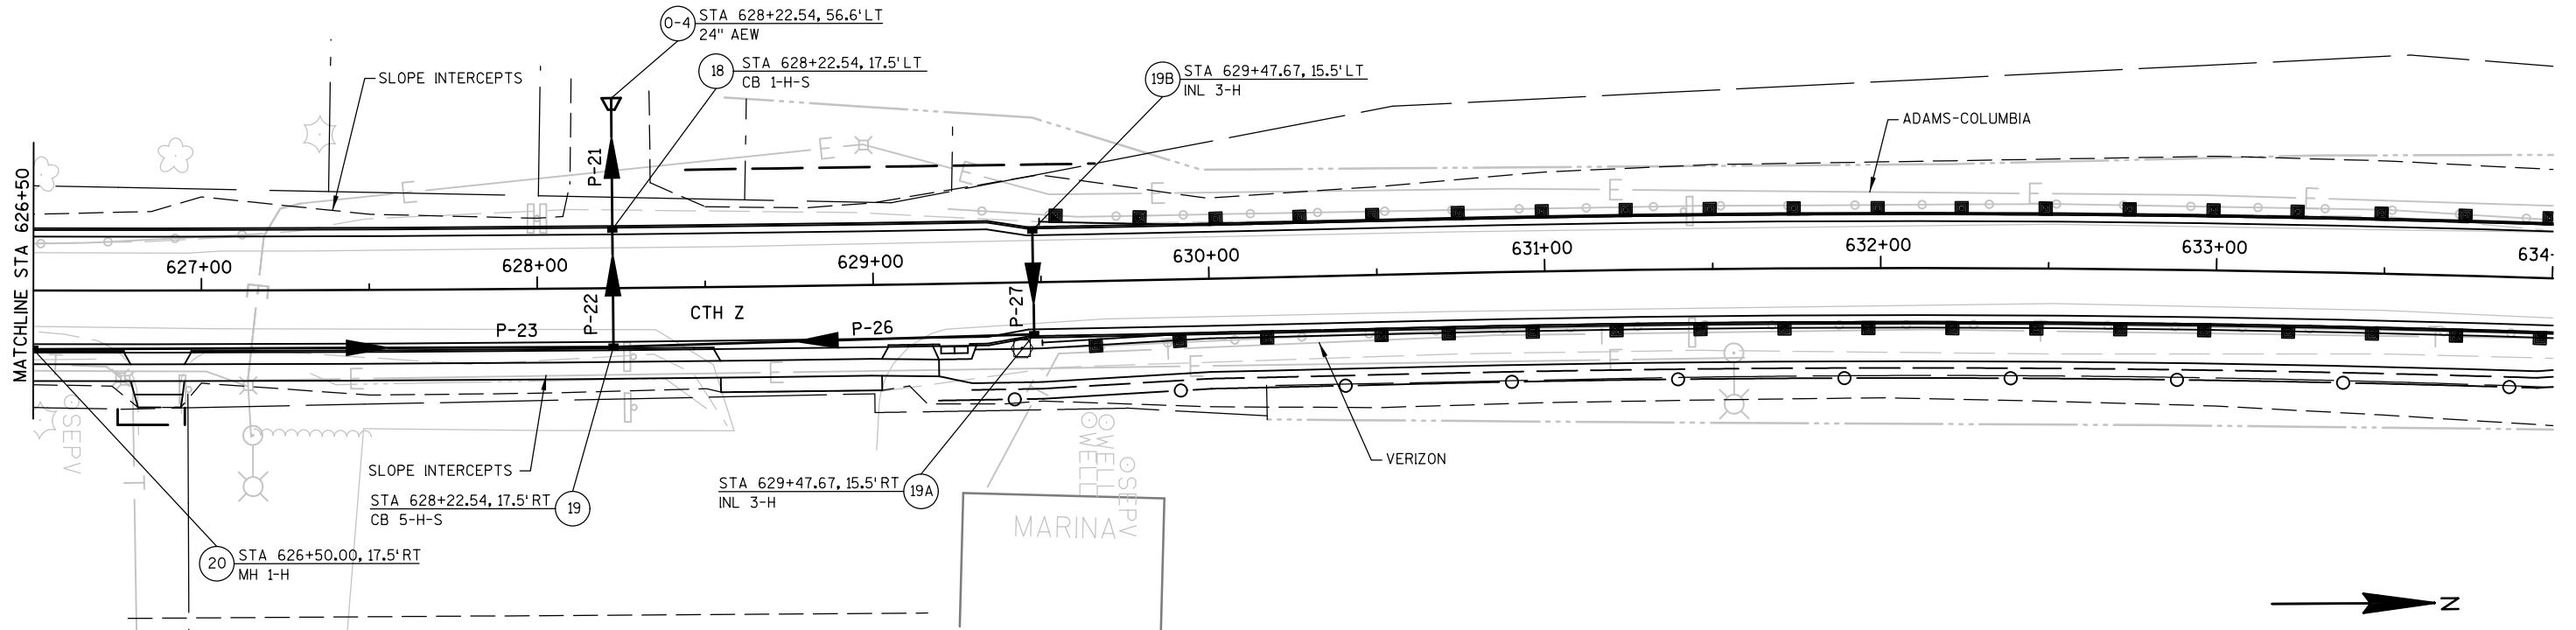 O-4 STA 628+22.54, 56.6' LT
24" AEW
18 STA 628+22.54, 17.5' LT
CB 1-H-S
19B STA 629+47.67, 15.5' LT
INL 3-H
SLOPE INTERCEPTS
ADAMS-COLUMBIA
MATCHLINE STA 626+50
P-21
E
E
E
E
E
E
E
627+00
628+00
629+00
630+00
631+00
632+00
633+00
634
E
P-22
P-23
CTH Z
P-26
P-27
T
E
E
T
E
T
E
T
T
T
SEPV
SLOPE INTERCEPTS
STA 628+22.54, 17.5' RT 19
CB 5-H-S
STA 629+47.67, 15.5' RT 19A
INL 3-H
WELL
WELL
SEPV
VERIZON
MARINA
20 STA 626+50.00, 17.5' RT
MH 1-H
N